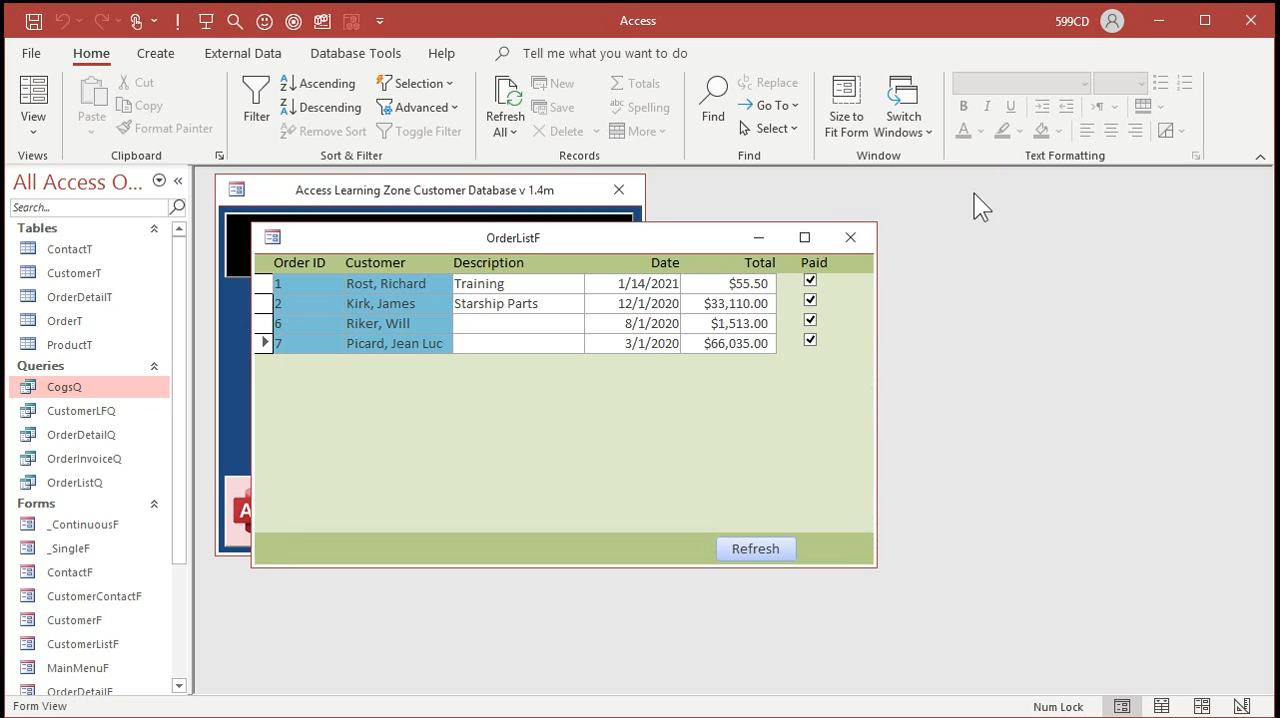 Access
599CD
File Home Create External Data Database Tools Help Tell me what you want to do
View
Views
Paste
Cut
Copy
Format Painter
Clipboard
Filter
Ascending
Descending
Remove Sort
Selection
Advanced
Toggle Filter
Sort & Filter
Refresh
All
New
Save
Delete
Totals
Spelling
More
Records
Find
Replace
Go To
Select
Find
Size to
Fit Form
Switch
Windows
Window
B I U
A
Text Formatting
All Access O...
Search...
Tables
ContactT
CustomerT
OrderDetailT
OrderT
ProductT
Queries
CogsQ
CustomerLFQ
OrderDetailQ
OrderInvoiceQ
OrderListQ
Forms
_ContinuousF
_SingleF
ContactF
CustomerContactF
CustomerF
CustomerListF
MainMenuF
OrderDetailF
Access Learning Zone Customer Database v 1.4m
A
OrderListF
Order ID Customer Description Date Total Paid
1 Rost, Richard Training 1/14/2021 $55.50
2 Kirk, James Starship Parts 12/1/2020 $33,110.00
6 Riker, Will 8/1/2020 $1,513.00
7 Picard, Jean Luc 3/1/2020 $66,035.00
Refresh
Form View
Num Lock